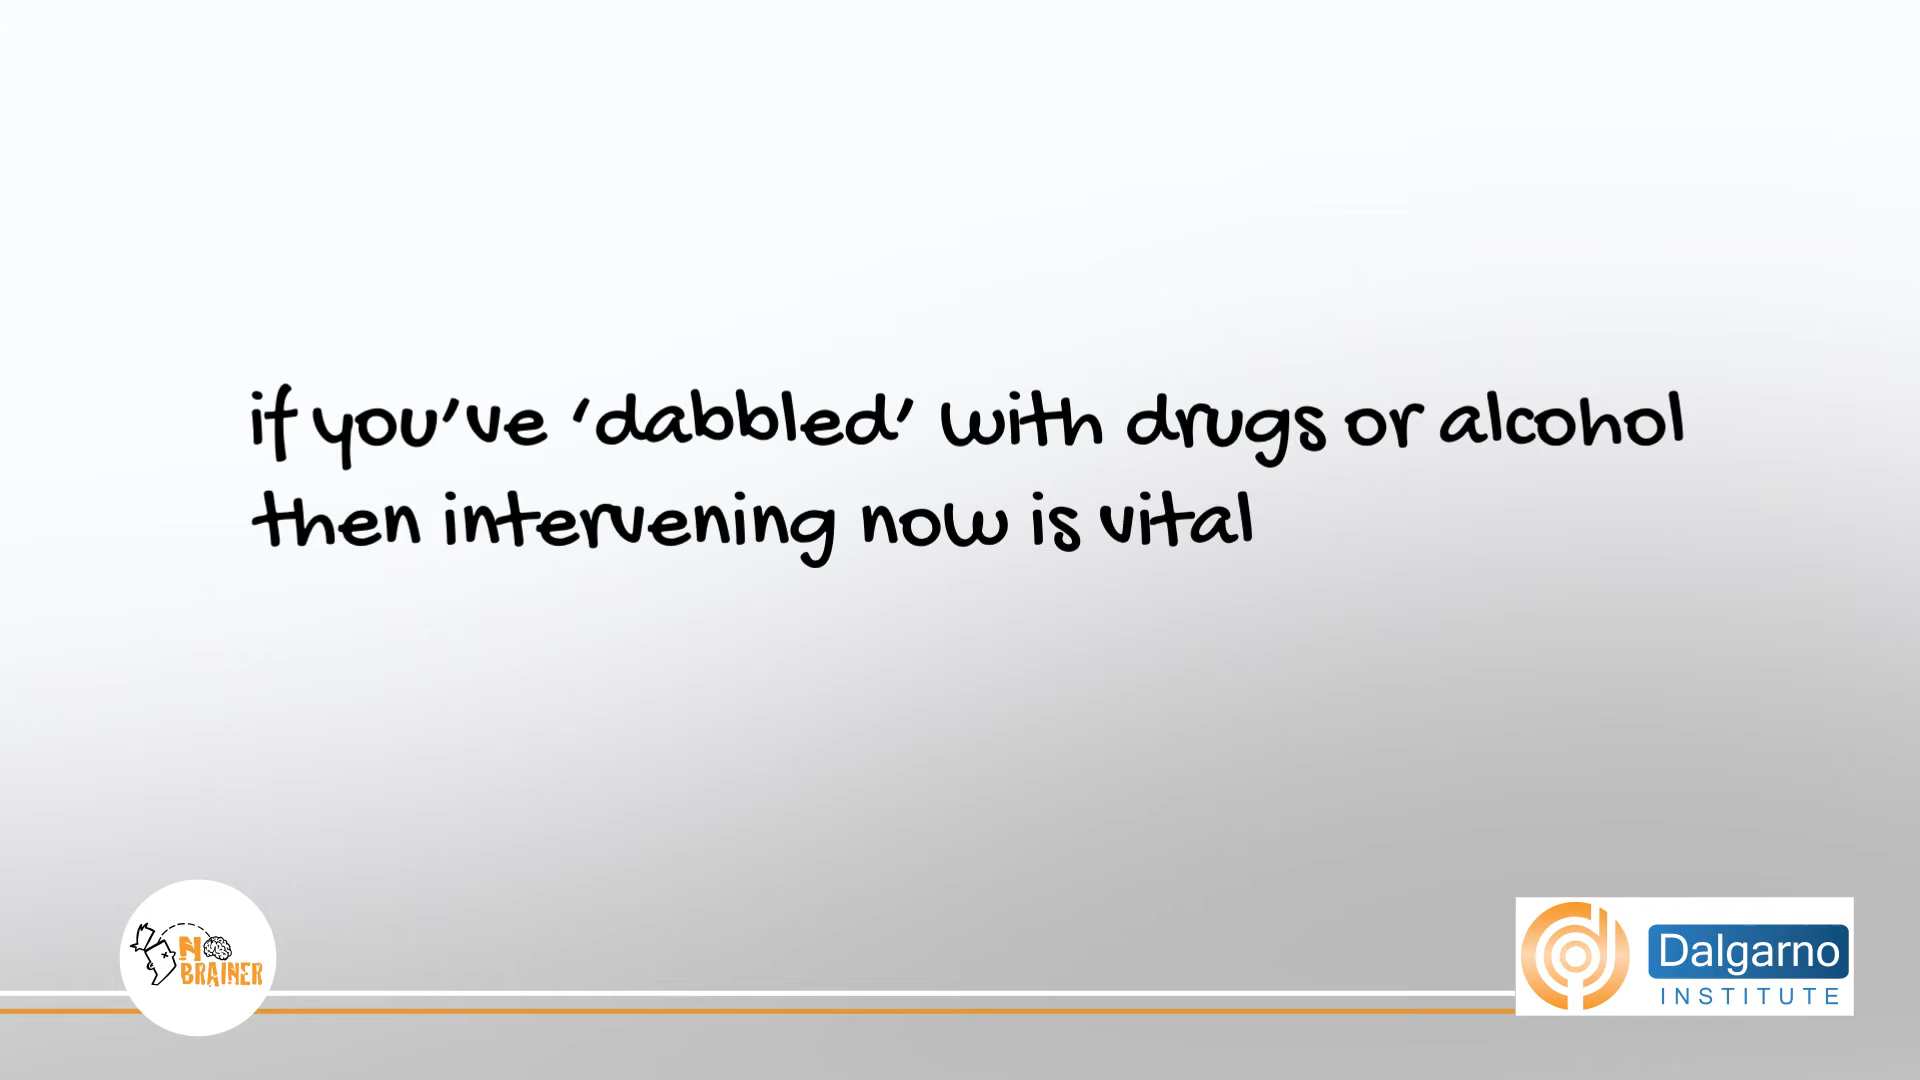 if you've 'dabbled' with drugs or alcohol
then intervening now is vital
NO
BRAINER
Dalgarno
INSTITUTE